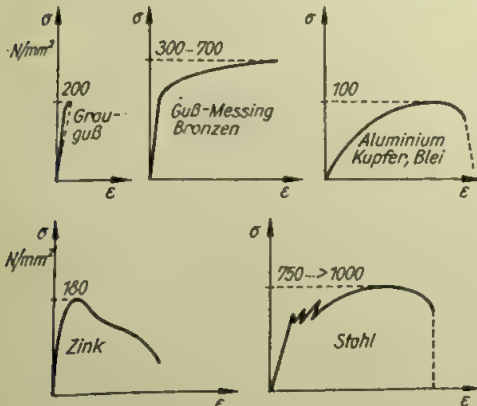 σ
N/mm²
200
Grau-
guß
ε
σ
300-700
Guß-Messing
Bronzen
ε
σ
100
Aluminium
Kupfer, Blei
ε
σ
N/mm²
180
Zink
ε
σ
750-->1000
Stahl
ε